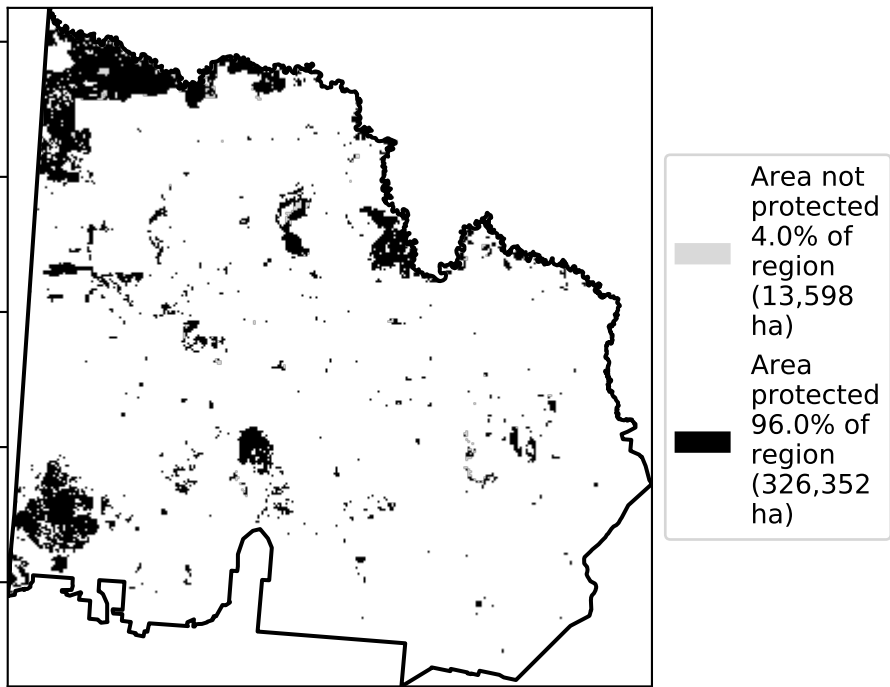 Area not
protected
4.0% of
region
(13,598
ha)
Area
protected
96.0% of
region
(326,352
ha)